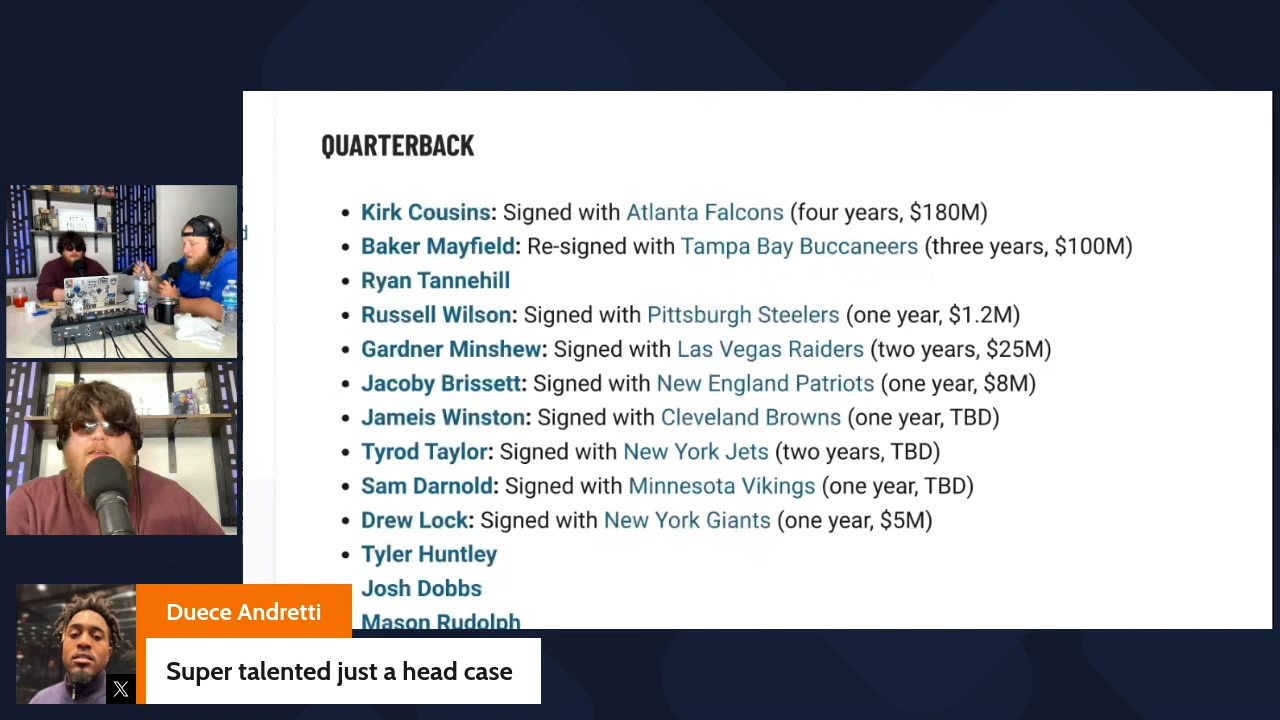 QUARTERBACK
Kirk Cousins: Signed with Atlanta Falcons (four years, $180M)
Baker Mayfield: Re-signed with Tampa Bay Buccaneers (three years, $100M)
Ryan Tannehill
Russell Wilson: Signed with Pittsburgh Steelers (one year, $1.2M)
Gardner Minshew: Signed with Las Vegas Raiders (two years, $25M)
Jacoby Brissett: Signed with New England Patriots (one year, $8M)
Jameis Winston: Signed with Cleveland Browns (one year, TBD)
Tyrod Taylor: Signed with New York Jets (two years, TBD)
Sam Darnold: Signed with Minnesota Vikings (one year, TBD)
Drew Lock: Signed with New York Giants (one year, $5M)
Tyler Huntley
Josh Dobbs
Mason Rudolph
Duece Andretti
Super talented just a head case